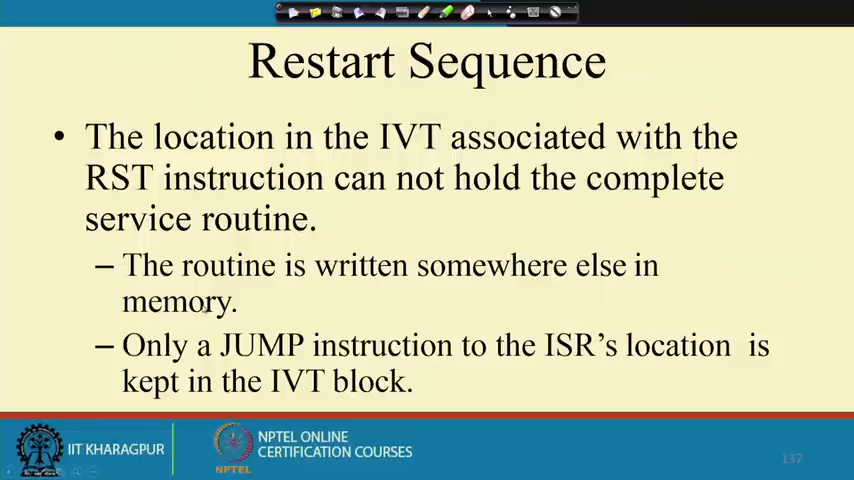 Restart Sequence
• The location in the IVT associated with the
RST instruction can not hold the complete
service routine.
– The routine is written somewhere else in
memory.
– Only a JUMP instruction to the ISR's location is
kept in the IVT block.
IIT KHARAGPUR
NPTEL
NPTEL ONLINE
CERTIFICATION COURSES
137